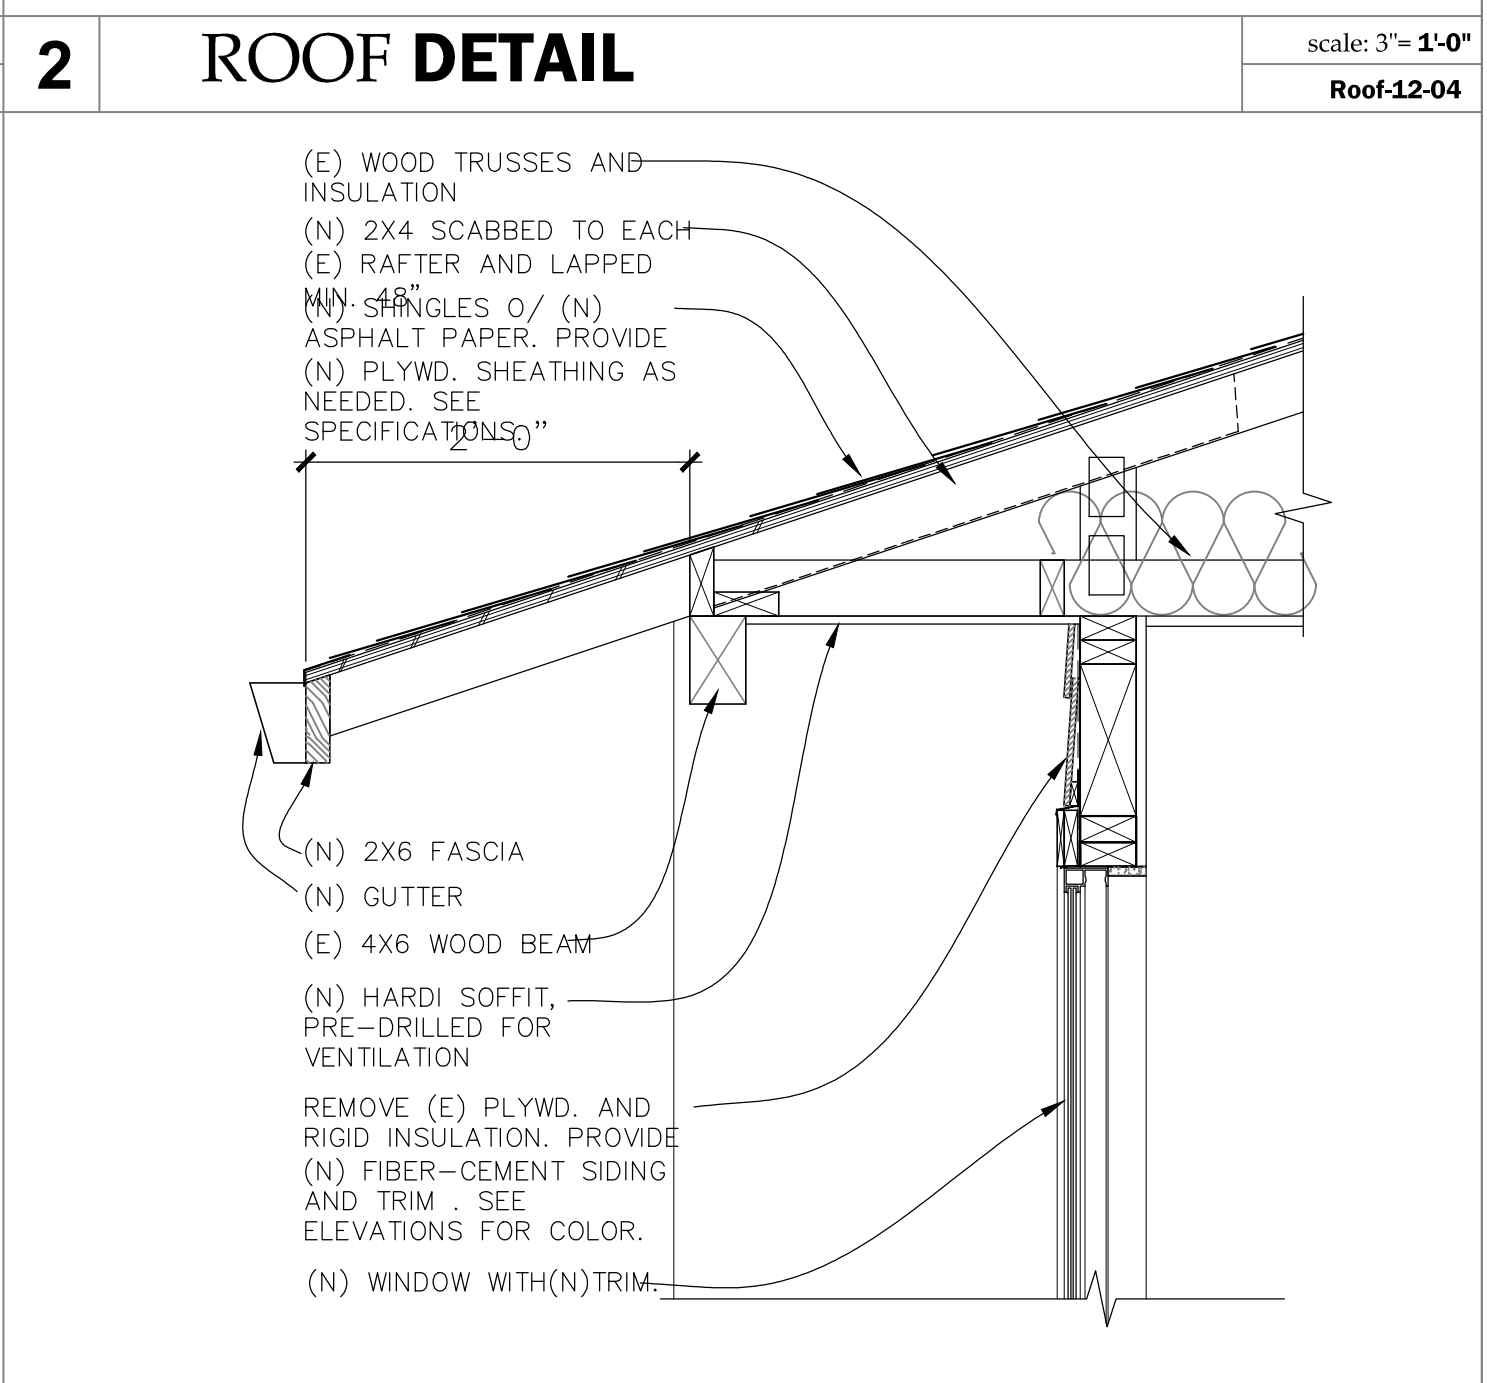 2
ROOF DETAIL
scale: 3"= 1'-0"
Roof-12-04
(E) WOOD TRUSSES AND
INSULATION
(N) 2X4 SCABBED TO EACH
(E) RAFTER AND LAPPED
MIN. 48"
(N) SHINGLES O/ (N)
ASPHALT PAPER. PROVIDE
(N) PLYWD. SHEATHING AS
NEEDED. SEE
SPECIFICATIONS.
2'-0"
(N) 2X6 FASCIA
(N) GUTTER
(E) 4X6 WOOD BEAM
(N) HARDI SOFFIT,
PRE-DRILLED FOR
VENTILATION
REMOVE (E) PLYWD. AND
RIGID INSULATION. PROVIDE
(N) FIBER-CEMENT SIDING
AND TRIM . SEE
ELEVATIONS FOR COLOR.
(N) WINDOW WITH(N)TRIM.